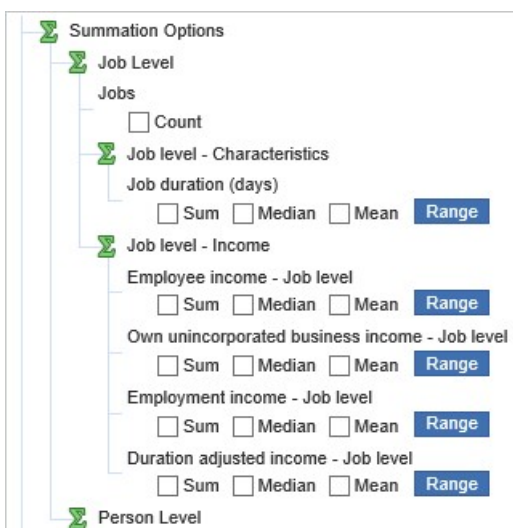 Summation Options
Job Level
Jobs
Count
Job level - Characteristics
Job duration (days)
Sum Median Mean Range
Job level - Income
Employee income - Job level
Sum Median Mean Range
Own unincorporated business income - Job level
Sum Median Mean Range
Employment income - Job level
Sum Median Mean Range
Duration adjusted income - Job level
Sum Median Mean Range
Person Level